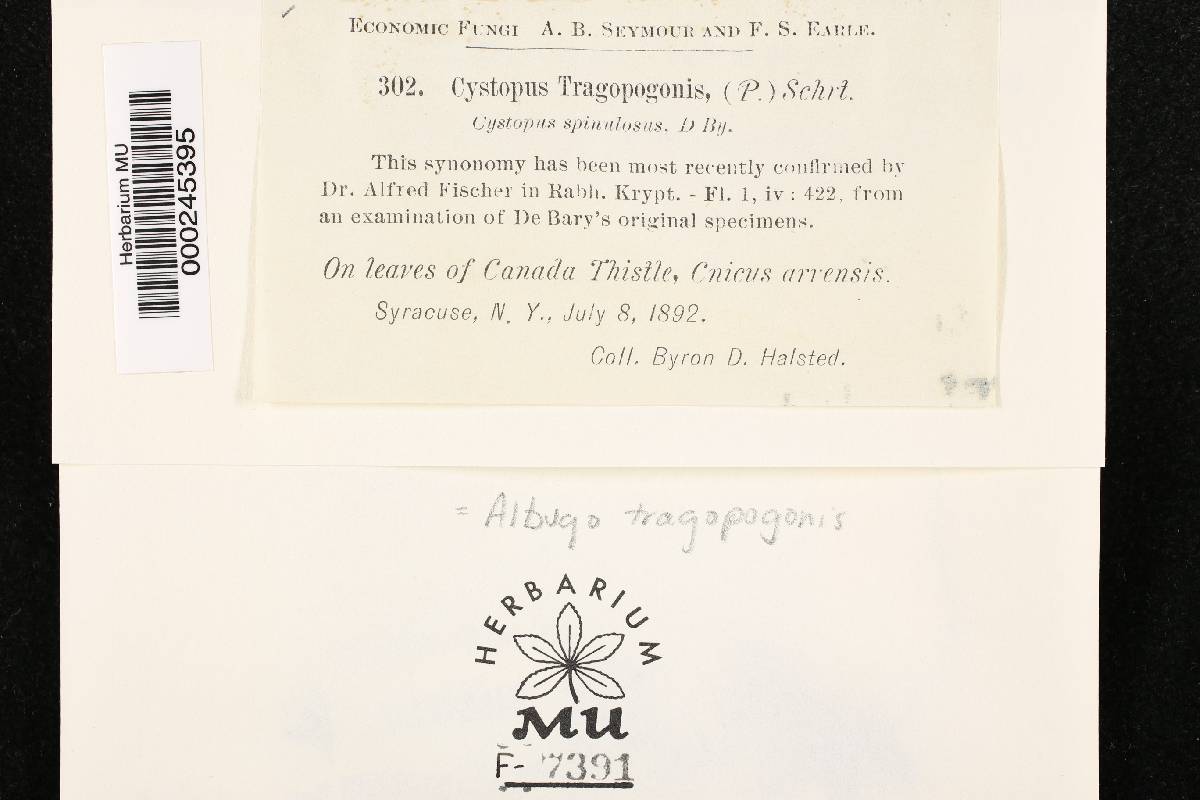 Economic Fungi A. B. Seymour and F. S. Earle.
302. Cystopus Tragopogonis, (P.) Schrt.
Cystopus spinulosus. D By.
This synonomy has been most recently confirmed by
Dr. Alfred Fischer in Rabh. Krypt. - Fl. 1, iv : 422, from
an examination of De Bary's original specimens.
On leaves of Canada Thistle, Cnicus arvensis.
Syracuse, N. Y., July 8, 1892.
Coll. Byron D. Halsted.
Herbarium MU
000245395
= Albugo tragopogonis
HERBARIUM
MU
F- 7391